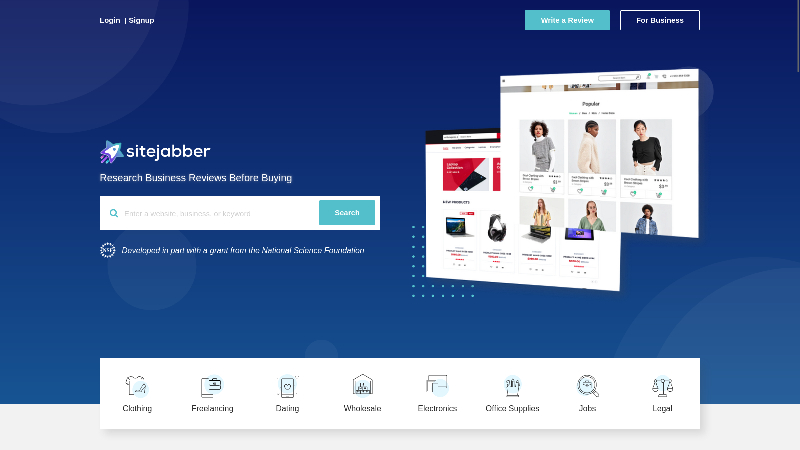 Login | Signup
Write a Review
For Business
sitejabber
Research Business Reviews Before Buying
Enter a website, business, or keyword
Search
Developed in part with a grant from the National Science Foundation
Popular
NEW PRODUCTS
Clothing
Freelancing
Dating
Wholesale
Electronics
Office Supplies
Jobs
Legal